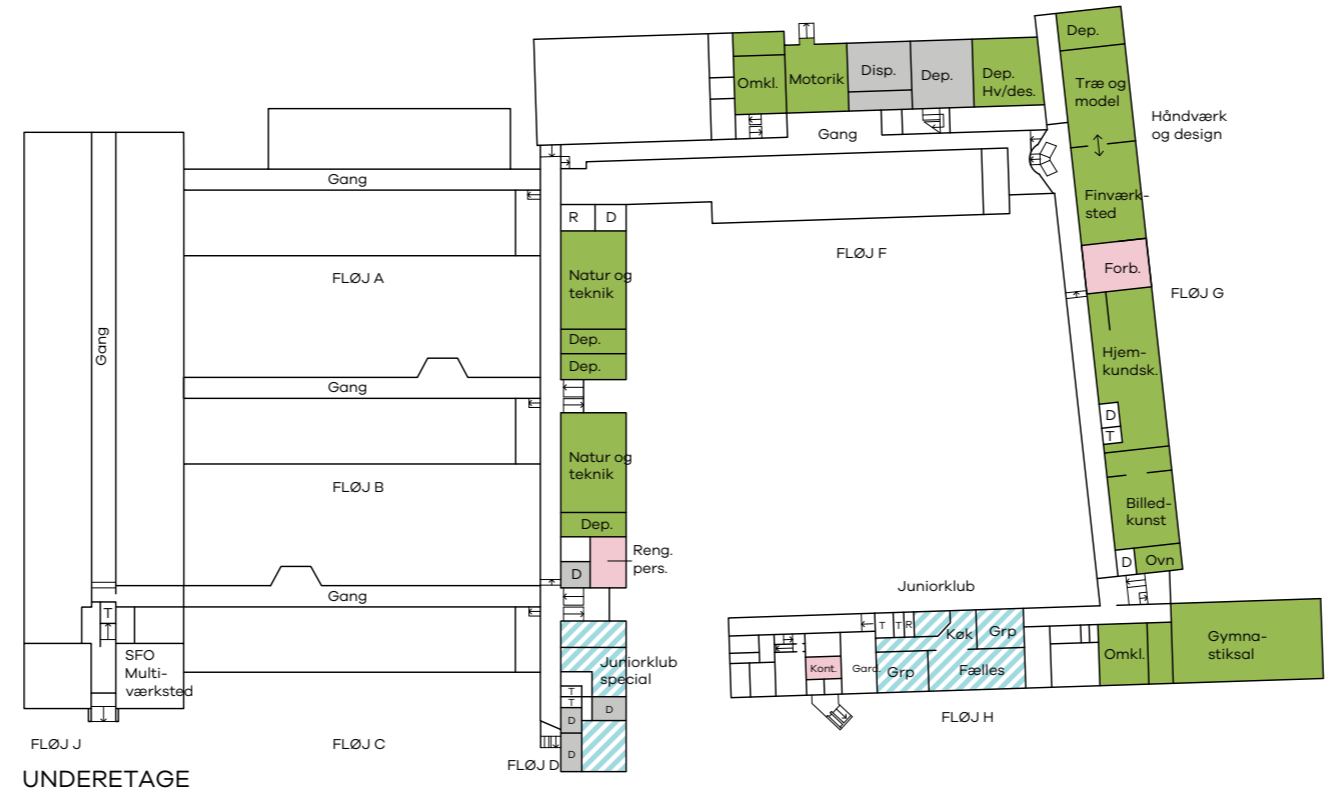 Dep.
Omkl.
Motorik
Disp.
Dep.
Dep.
Hv/des.
Træ og
model
Håndværk
og design
Gang
Gang
Finværk-
sted
R
D
FLØJ F
FLØJ A
Natur og
teknik
Forb.
FLØJ G
Gang
Dep.
Dep.
Hjem-
kundsk.
Gang
D
T
Natur og
teknik
FLØJ B
Billed-
kunst
Dep.
Reng.
pers.
D
D
Ovn
Juniorklub
Gang
T
T
T
R
Køk
Grp
Gymna-
stiksal
SFO
Multi-
værksted
Juniorklub
special
Kont.
Gard.
Grp
Fælles
Omkl.
T
T
D
D
D
FLØJ H
FLØJ J
FLØJ C
FLØJ D
UNDERETAGE